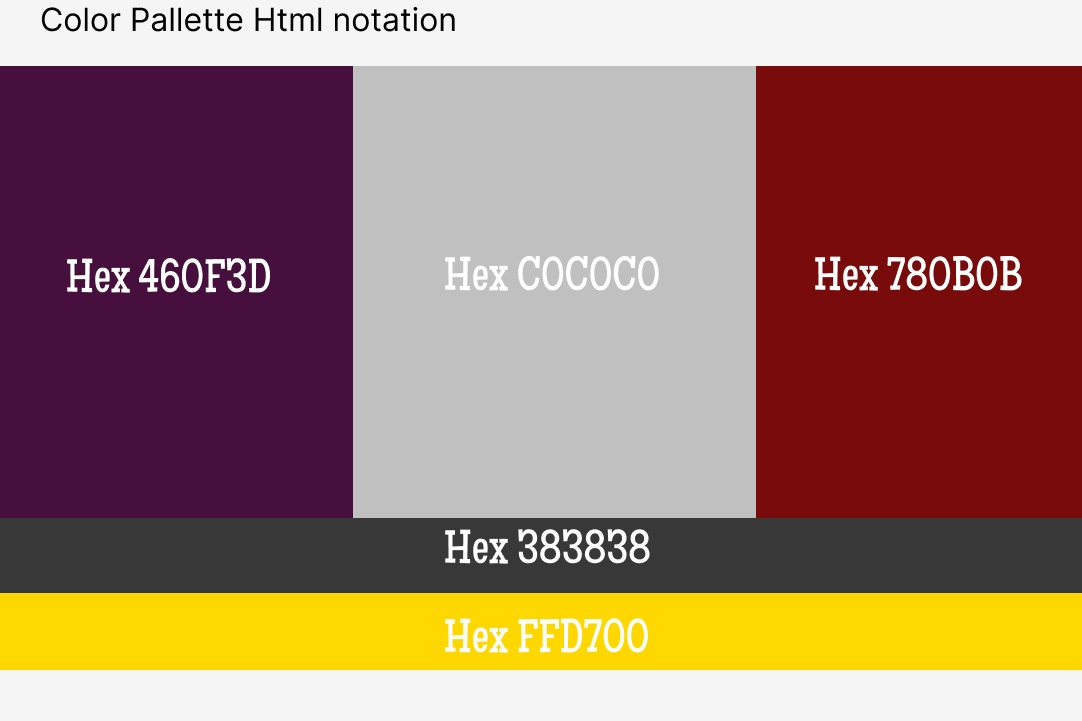 Color Pallette Html notation
Hex 460F3D
Hex C0C0C0
Hex 780B0B
Hex 383838
Hex FFD700